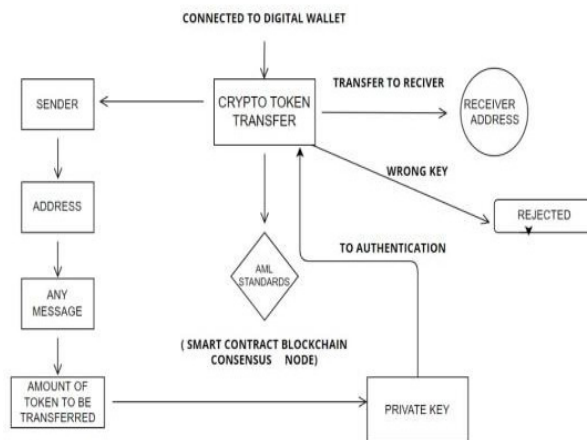 CONNECTED TO DIGITAL WALLET
SENDER
CRYPTO TOKEN
TRANSFER
TRANSFER TO RECIVER
RECEIVER
ADDRESS
WRONG KEY
REJECTED
ADDRESS
TO AUTHENTICATION
AML
STANDARDS
ANY
MESSAGE
( SMART CONTRACT BLOCKCHAIN
CONSENSUS NODE)
AMOUNT OF
TOKEN TO BE
TRANSFERRED
PRIVATE KEY